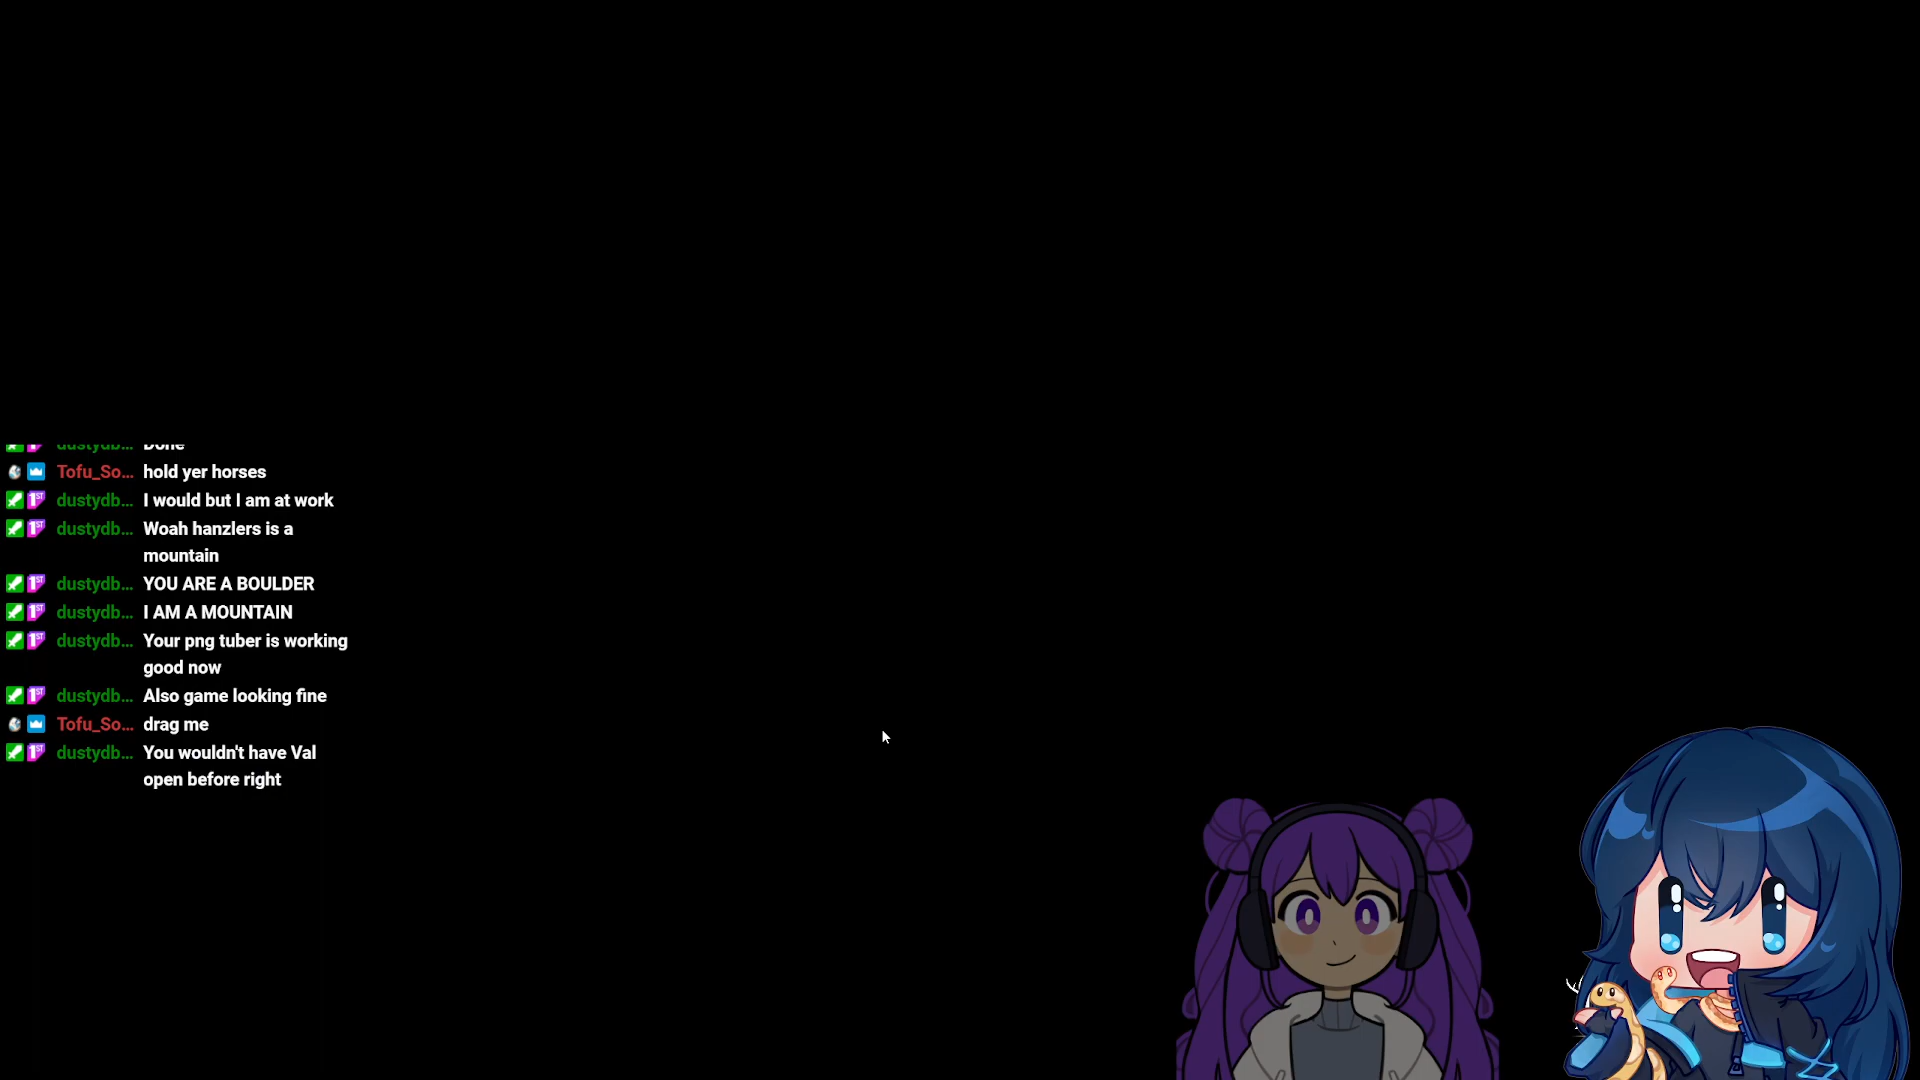 dustydb... Done
Tofu_So... hold yer horses
dustydb... I would but I am at work
dustydb... Woah hanzlers is a
mountain
dustydb... YOU ARE A BOULDER
dustydb... I AM A MOUNTAIN
dustydb... Your png tuber is working
good now
dustydb... Also game looking fine
Tofu_So... drag me
dustydb... You wouldn't have Val
open before right